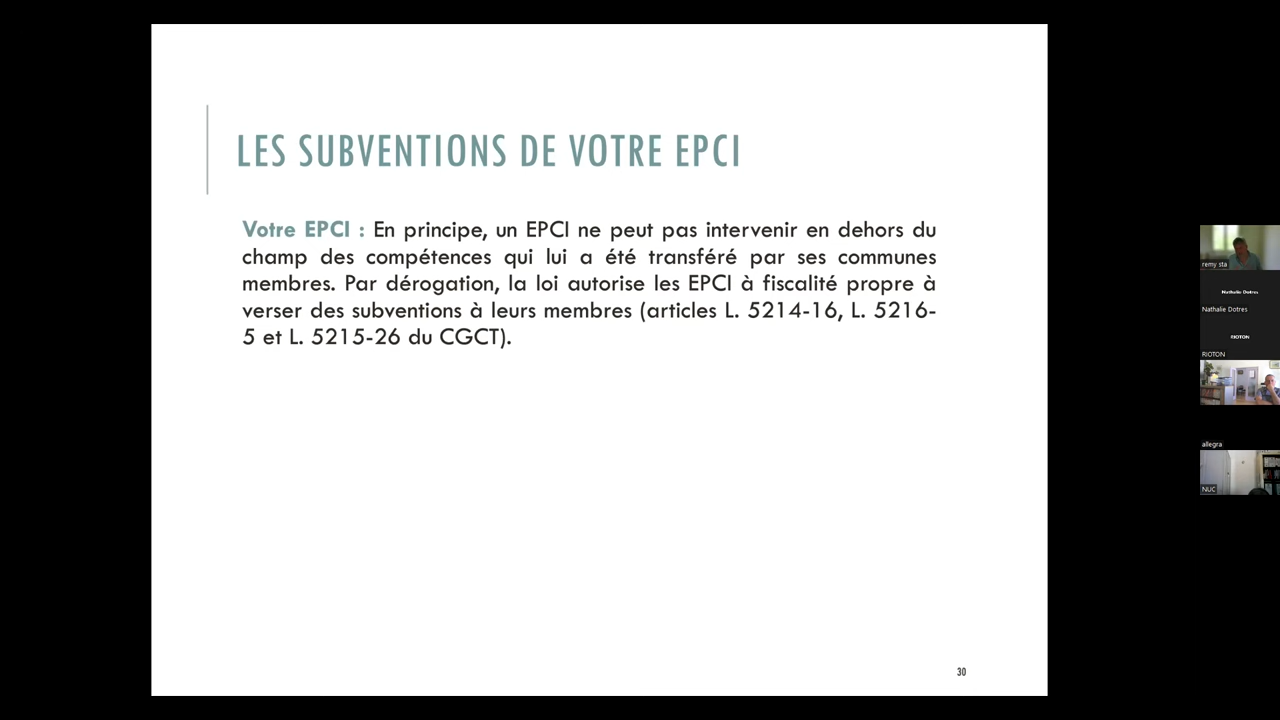 LES SUBVENTIONS DE VOTRE EPCI
Votre EPCI : En principe, un EPCI ne peut pas intervenir en dehors du
champ des compétences qui lui a été transféré par ses communes
membres. Par dérogation, la loi autorise les EPCI à fiscalité propre à
verser des subventions à leurs membres (articles L. 5214-16, L. 5216-
5 et L. 5215-26 du CGCT).
30
remy sta
Nathalie Dotres
Nathalie Dotres
RIOTON
RIOTON
allegra
NUC